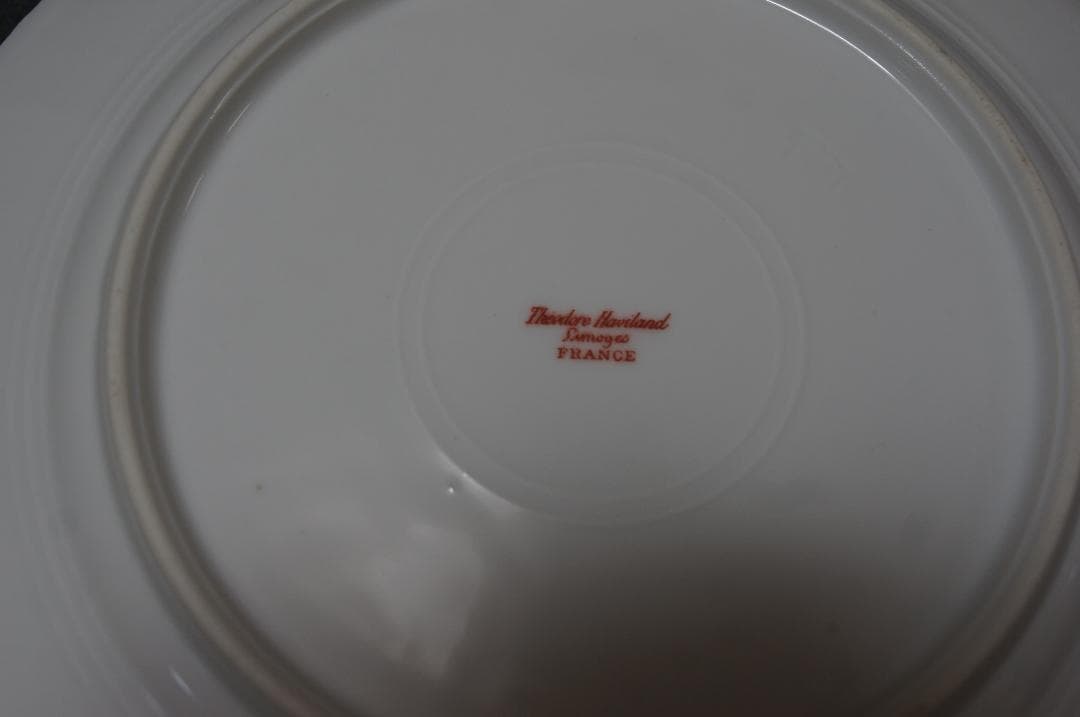 Theodore Haviland
Limoges
FRANCE